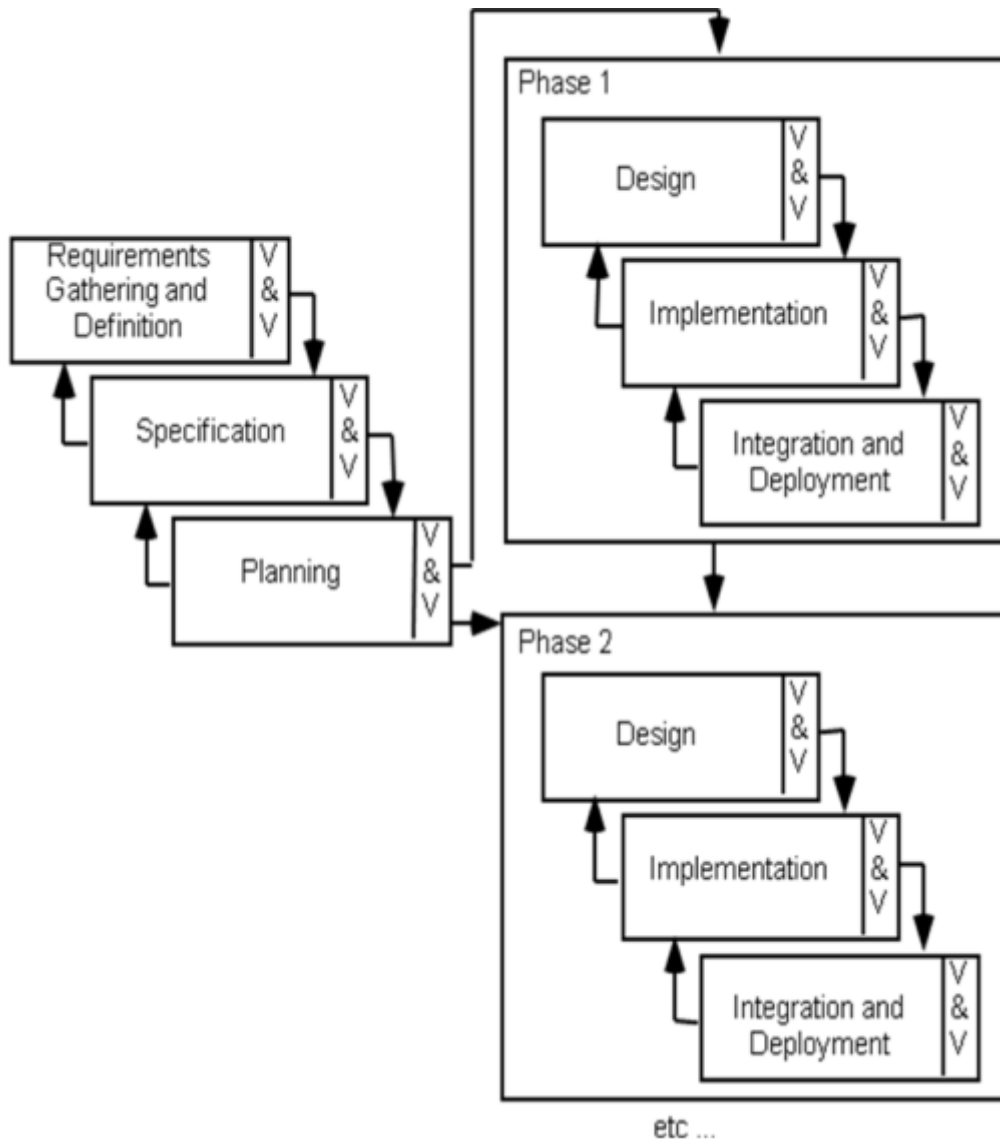 Requirements
Gathering and
Definition
V
&
V
Specification
V
&
V
Planning
V
&
V
Phase 1
Design
V
&
V
Implementation
V
&
V
Integration and
Deployment
V
&
V
Phase 2
Design
V
&
V
Implementation
V
&
V
Integration and
Deployment
V
&
V
etc ...